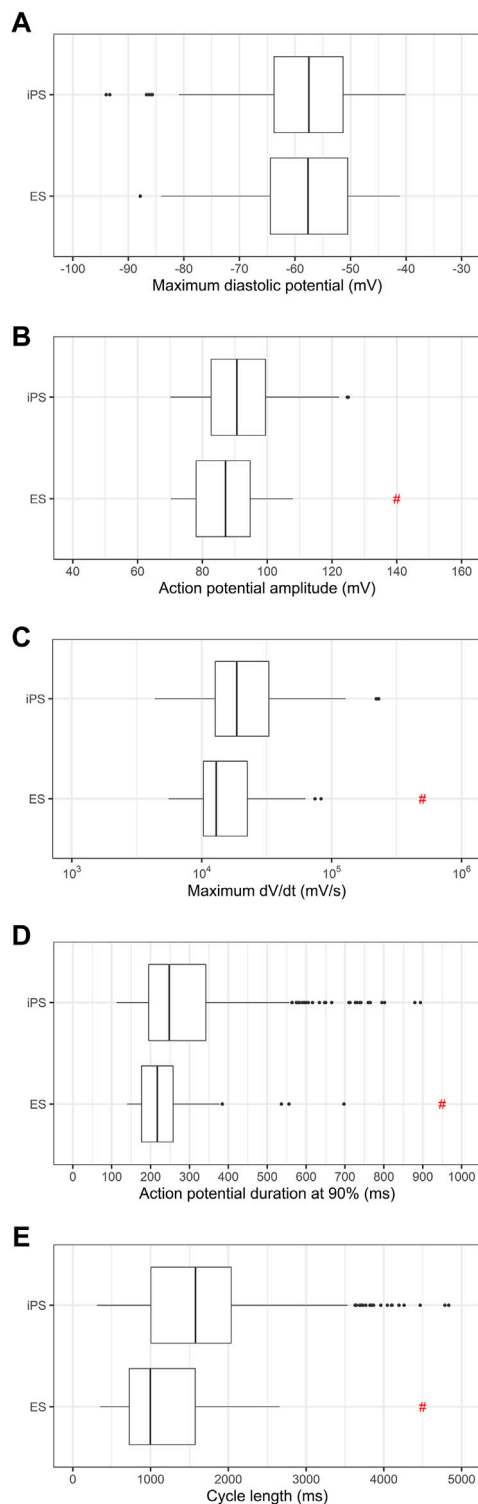 A
iPS
ES
-100 -90 -80 -70 -60 -50 -40 -30
Maximum diastolic potential (mV)
B
iPS
ES #
40 60 80 100 120 140 160
Action potential amplitude (mV)
C
iPS
ES #
10³ 10⁴ 10⁵ 10⁶
Maximum dV/dt (mV/s)
D
iPS
ES #
0 100 200 300 400 500 600 700 800 900 1000
Action potential duration at 90% (ms)
E
iPS
ES #
0 1000 2000 3000 4000 5000
Cycle length (ms)